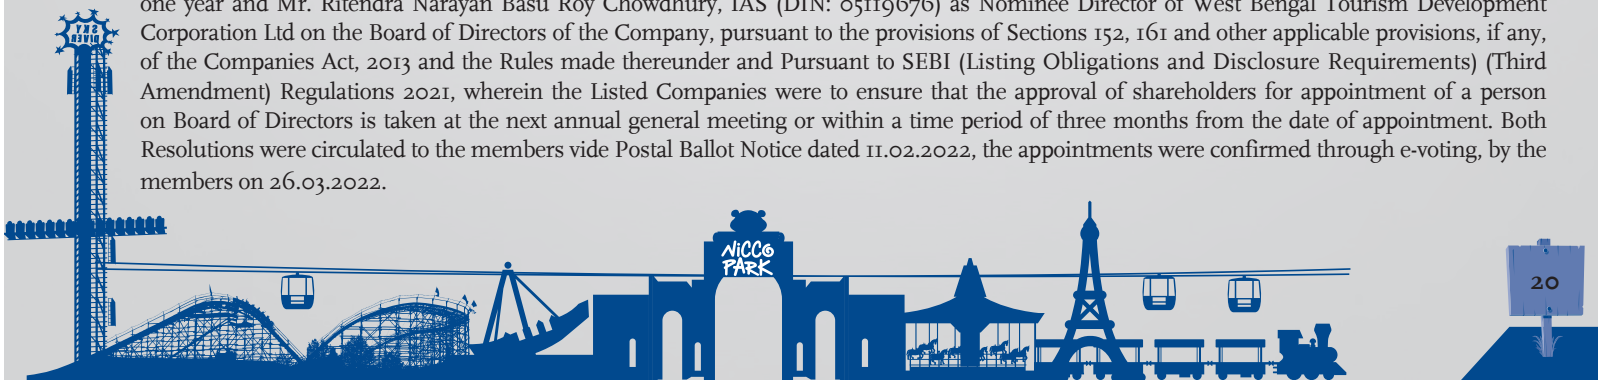 one year and Mr. Ritendra Narayan Basu Roy Chowdhury, IAS (DIN: 05119676) as Nominee Director of West Bengal Tourism Development
Corporation Ltd on the Board of Directors of the Company, pursuant to the provisions of Sections 152, 161 and other applicable provisions, if any,
of the Companies Act, 2013 and the Rules made thereunder and Pursuant to SEBI (Listing Obligations and Disclosure Requirements) (Third
Amendment) Regulations 2021, wherein the Listed Companies were to ensure that the approval of shareholders for appointment of a person
on Board of Directors is taken at the next annual general meeting or within a time period of three months from the date of appointment. Both
Resolutions were circulated to the members vide Postal Ballot Notice dated 11.02.2022, the appointments were confirmed through e-voting, by the
members on 26.03.2022.
SKY
DIVER
NiCCO
PARK
20